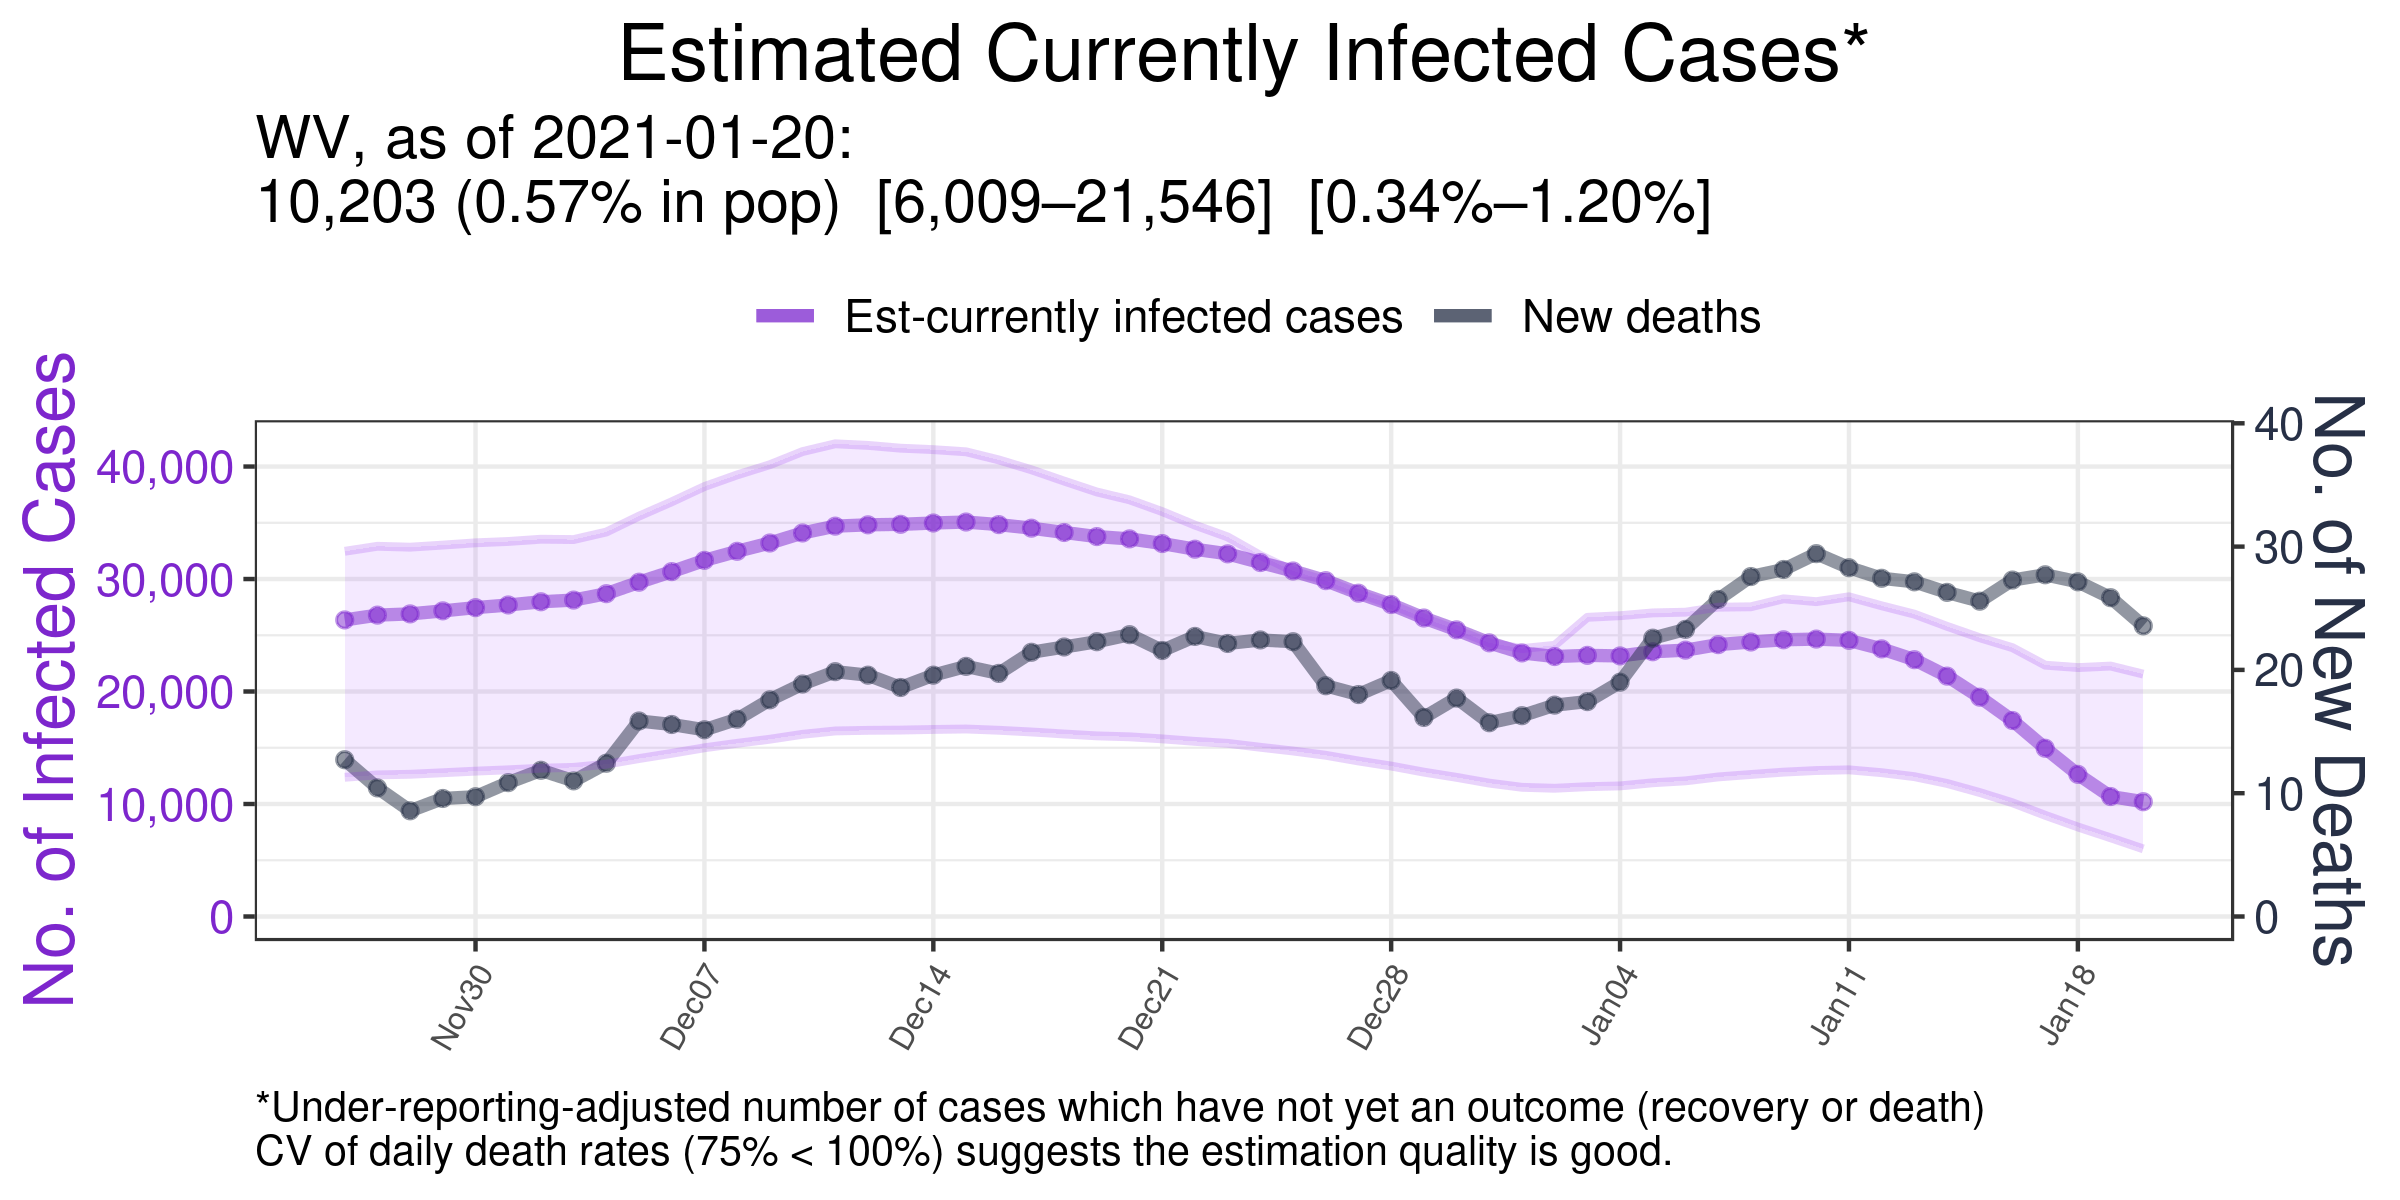 Estimated Currently Infected Cases*
WV, as of 2021-01-20:
10,203 (0.57% in pop)  [6,009–21,546]  [0.34%–1.20%]
Est-currently infected cases
New deaths
No. of Infected Cases
40,000
30,000
20,000
10,000
0
40
30
20
10
0
No. of New Deaths
Nov30
Dec07
Dec14
Dec21
Dec28
Jan04
Jan11
Jan18
*Under-reporting-adjusted number of cases which have not yet an outcome (recovery or death)
CV of daily death rates (75% < 100%) suggests the estimation quality is good.